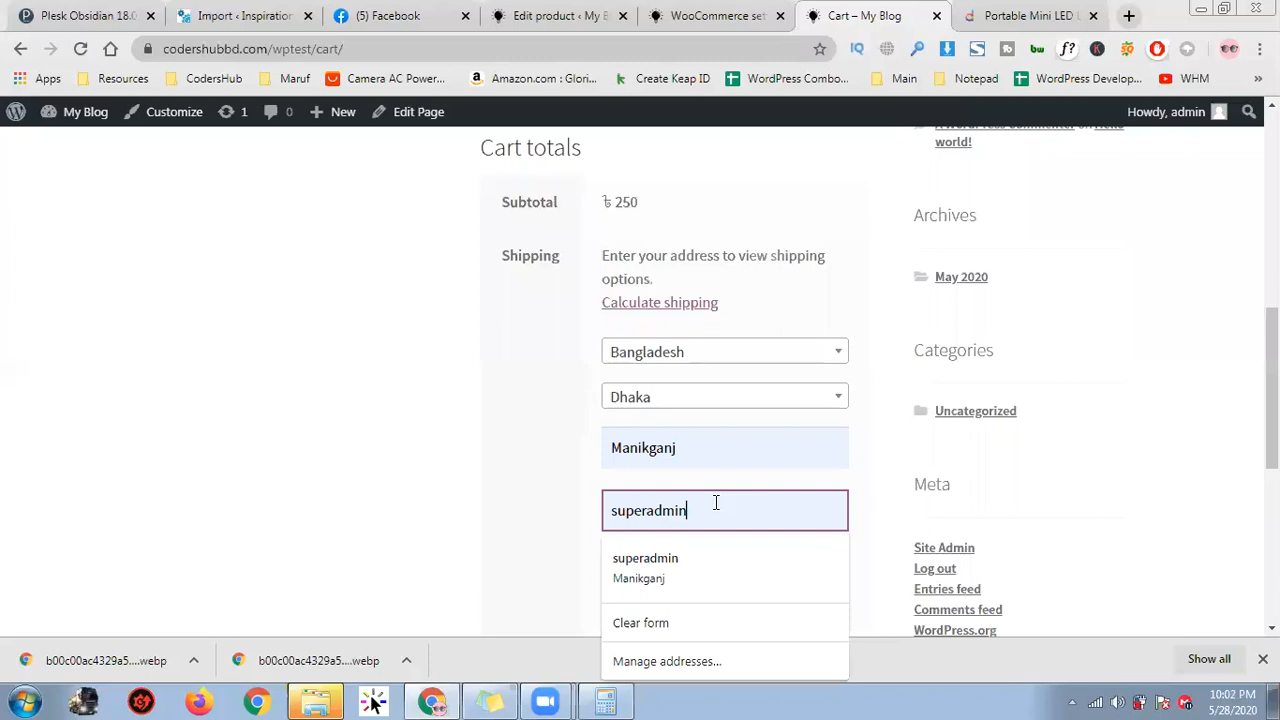 Plesk Obsidian 18.0
Import ‹ Inspiration
(5) Facebook
Edit product ‹ My B
WooCommerce set
Cart – My Blog
Portable Mini LED L
codershubbd.com/wptest/cart/
Apps
Resources
CodersHub
Maruf
Camera AC Power...
Amazon.com : Glori...
Create Keap ID
WordPress Combo...
Main
Notepad
WordPress Develop...
WHM
My Blog
Customize
1
0
New
Edit Page
Howdy, admin
Cart totals
Subtotal
৳ 250
Shipping
Enter your address to view shipping
options.
Calculate shipping
Bangladesh
Dhaka
Manikganj
superadmin
superadmin
Manikganj
Clear form
Manage addresses...
A WordPress Commenter on Hello
world!
Archives
May 2020
Categories
Uncategorized
Meta
Site Admin
Log out
Entries feed
Comments feed
WordPress.org
b00c00ac4329a5....webp
b00c00ac4329a5....webp
Show all
10:02 PM
5/28/2020